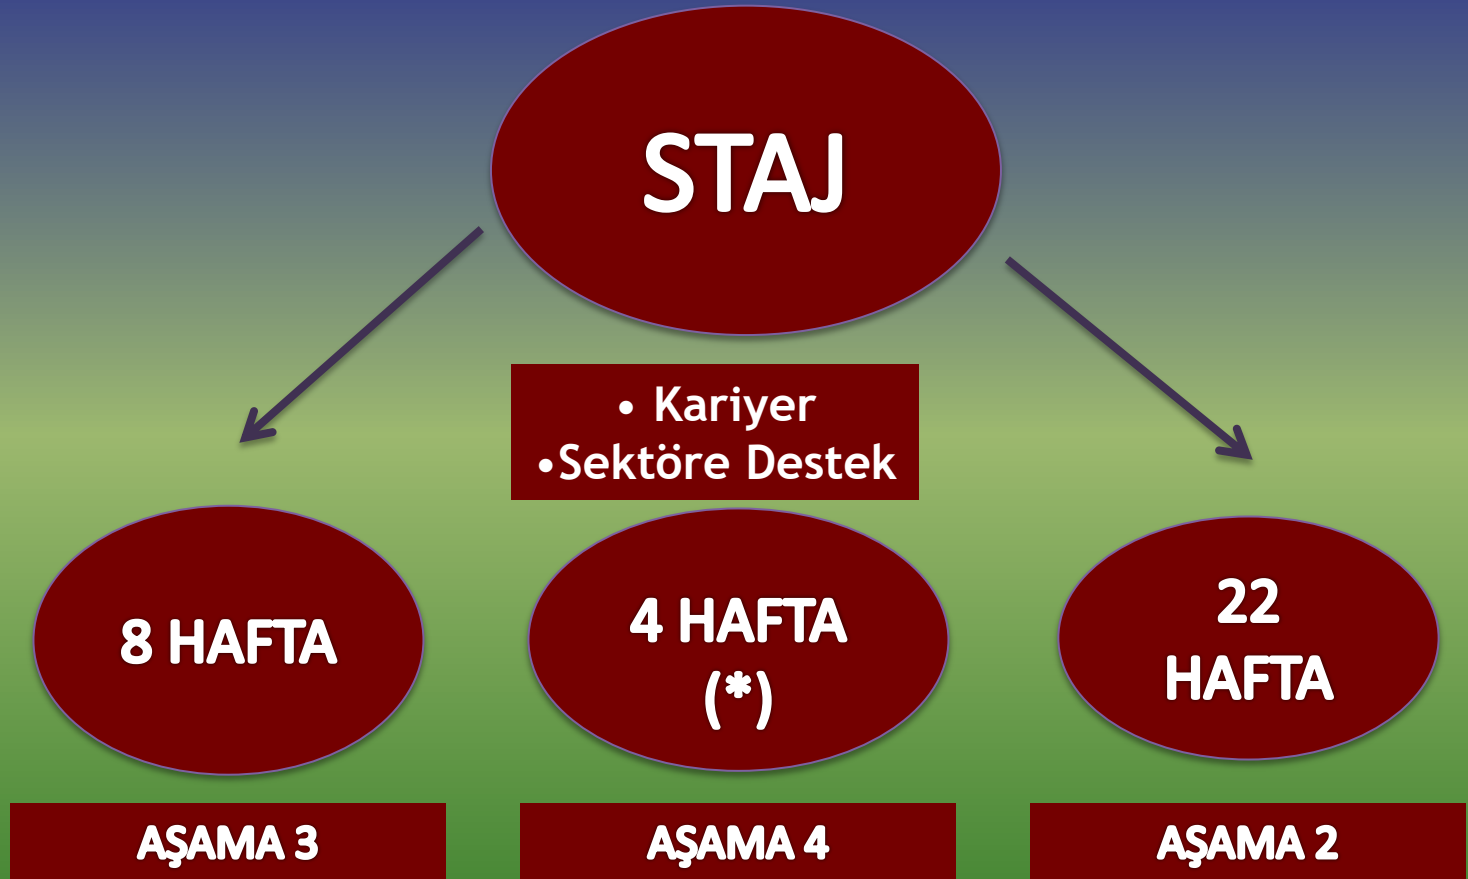 STAJ
• Kariyer
•Sektöre Destek
8 HAFTA
4 HAFTA
(*)
22
HAFTA
AŞAMA 3
AŞAMA 4
AŞAMA 2